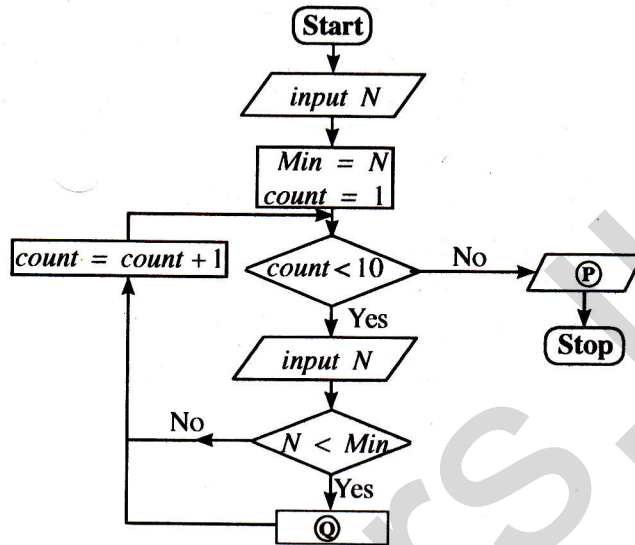 Start
input N
Min = N
count = 1
count = count + 1
count < 10
No
Ⓟ
Yes
Stop
input N
No
N < Min
Yes
Ⓠ